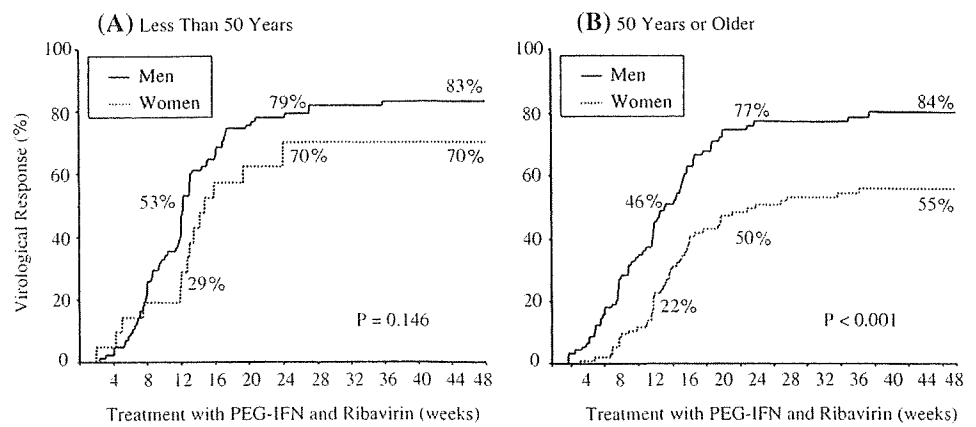 (A) Less Than 50 Years
100
80
60
40
20
0
Virological Response (%)
Men
Women
53%
79%
83%
29%
70%
70%
P = 0.146
4 8 12 16 20 24 28 32 36 40 44 48
Treatment with PEG-IFN and Ribavirin (weeks)
(B) 50 Years or Older
100
80
60
40
20
0
Men
Women
46%
77%
84%
22%
50%
55%
P < 0.001
4 8 12 16 20 24 28 32 36 40 44 48
Treatment with PEG-IFN and Ribavirin (weeks)